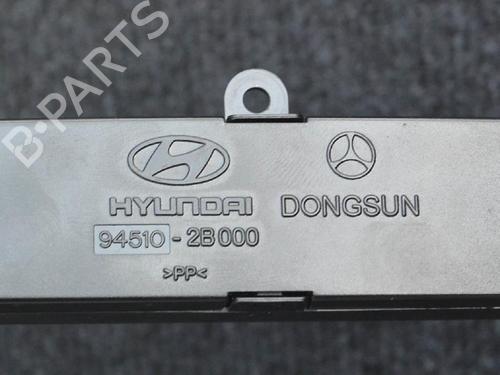 B-PARTS
HYUNDAI DONGSUN
94510-2B000
>PP<